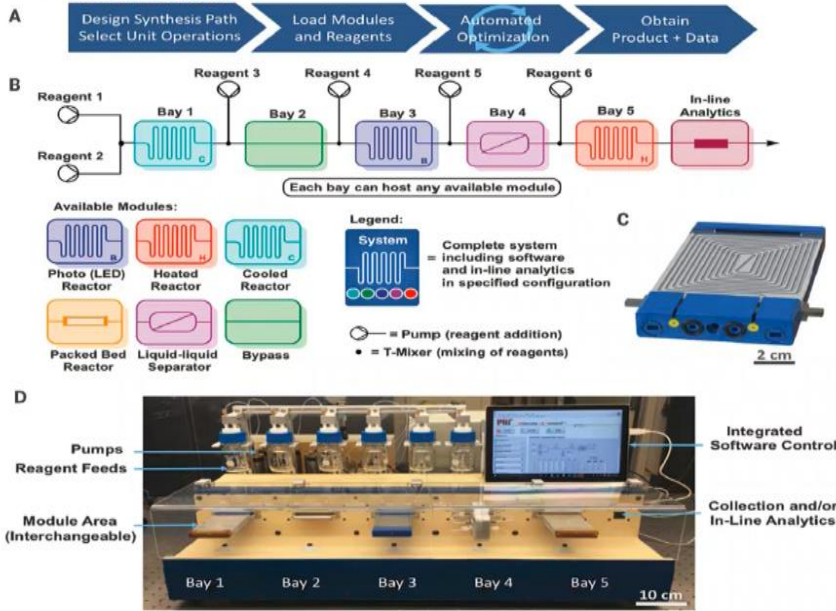 A
Design Synthesis Path
Select Unit Operations
Load Modules
and Reagents
Automated
Optimization
Obtain
Product + Data
B
Reagent 1
Reagent 2
Reagent 3
Reagent 4
Reagent 5
Reagent 6
Bay 1
Bay 2
Bay 3
Bay 4
Bay 5
In-line
Analytics
C
B
H
Each bay can host any available module
Available Modules:
B
H
C
Photo (LED)
Reactor
Heated
Reactor
Cooled
Reactor
Packed Bed
Reactor
Liquid-liquid
Separator
Bypass
Legend:
System
= Complete system
including software
and in-line analytics
in specified configuration
= Pump (reagent addition)
= T-Mixer (mixing of reagents)
C
2 cm
D
Pumps
Reagent Feeds
Module Area
(Interchangeable)
Integrated
Software Control
Collection and/or
In-Line Analytics
Bay 1
Bay 2
Bay 3
Bay 4
Bay 5
10 cm